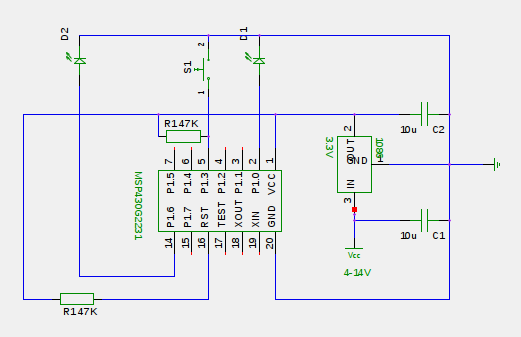 D2
D1
S1
2
1
R147K
10u
C2
3.3V
2
OUT
GND
1
IN
3
7
6
5
4
3
2
1
P1.5
P1.4
P1.3
P1.2
P1.1
P1.0
VCC
MSP430G2231
P1.6
P1.7
RST
TEST
XOUT
XIN
GND
14
15
16
17
18
19
20
10u
C1
Vcc
4-14V
R147K